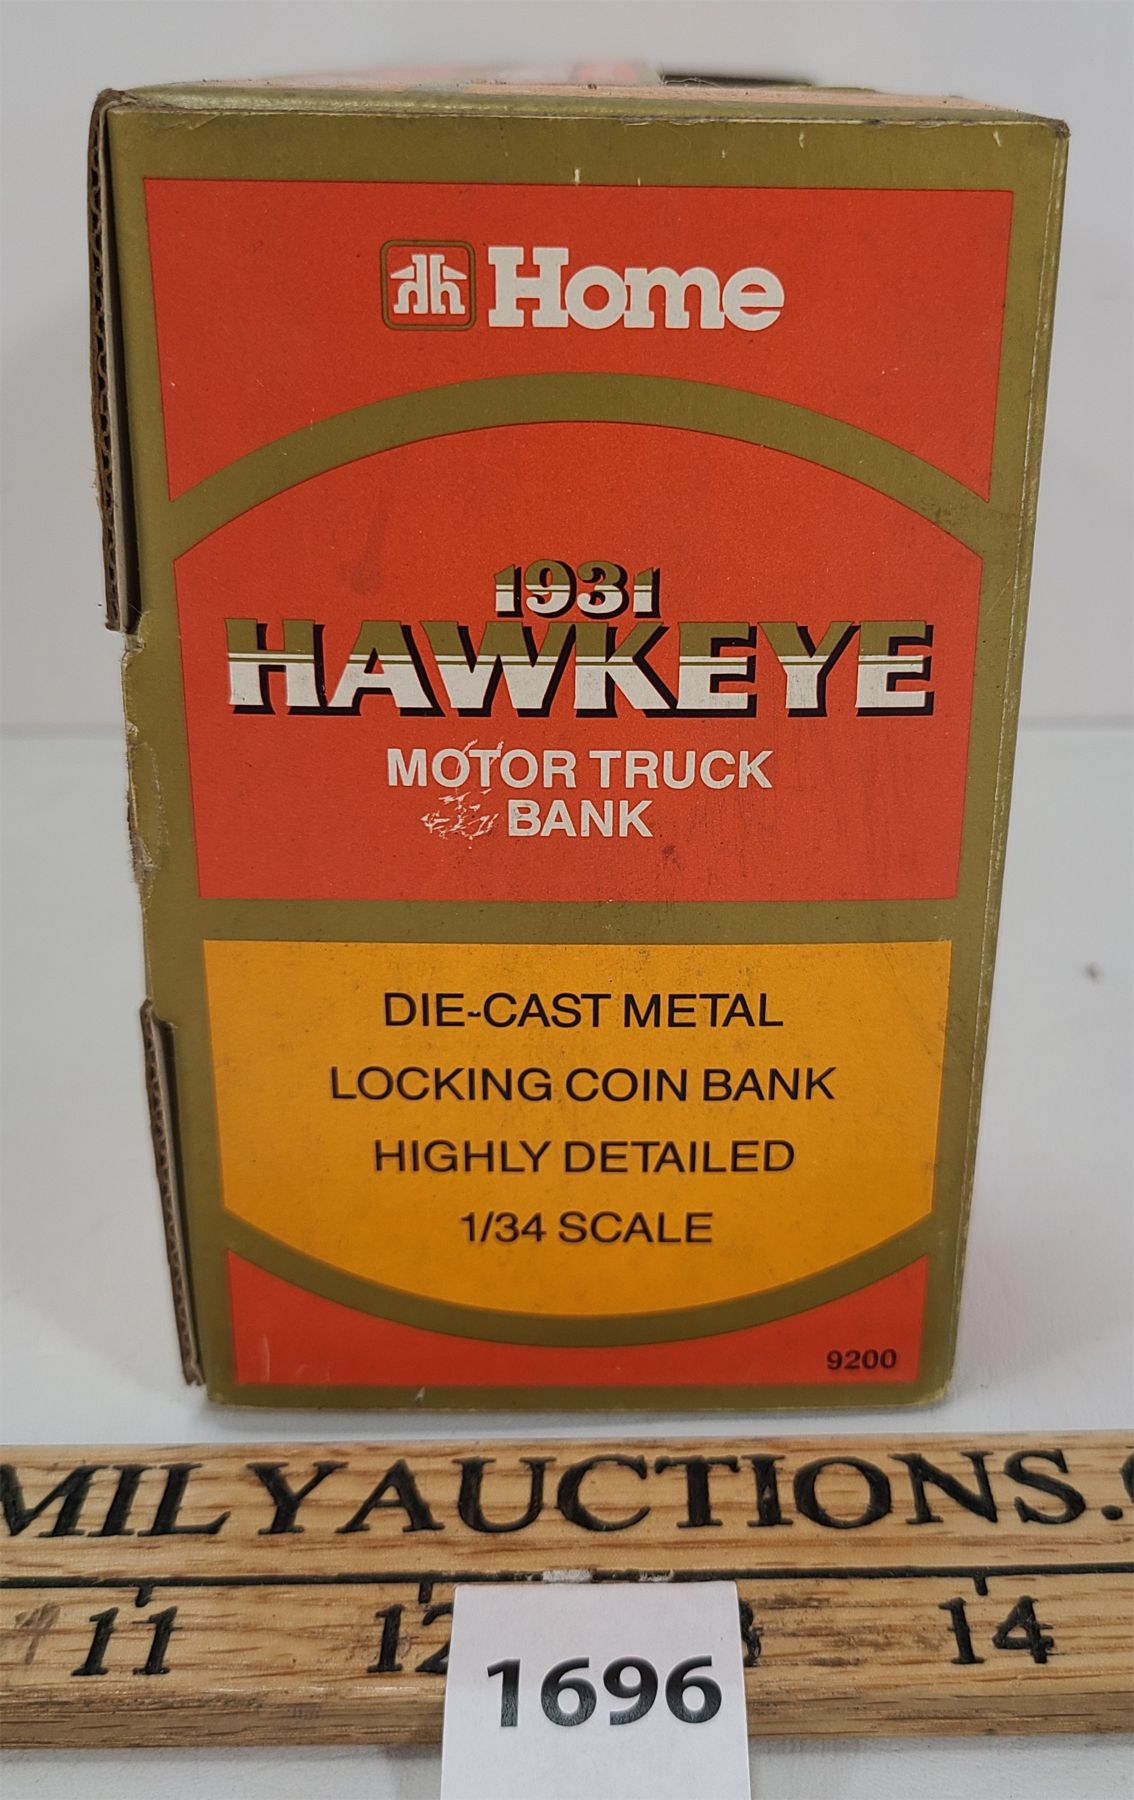 Home
1931
HAWKEYE
MOTOR TRUCK
BANK
DIE-CAST METAL
LOCKING COIN BANK
HIGHLY DETAILED
1/34 SCALE
9200
MILYAUCTIONS.
11 12 14
1696